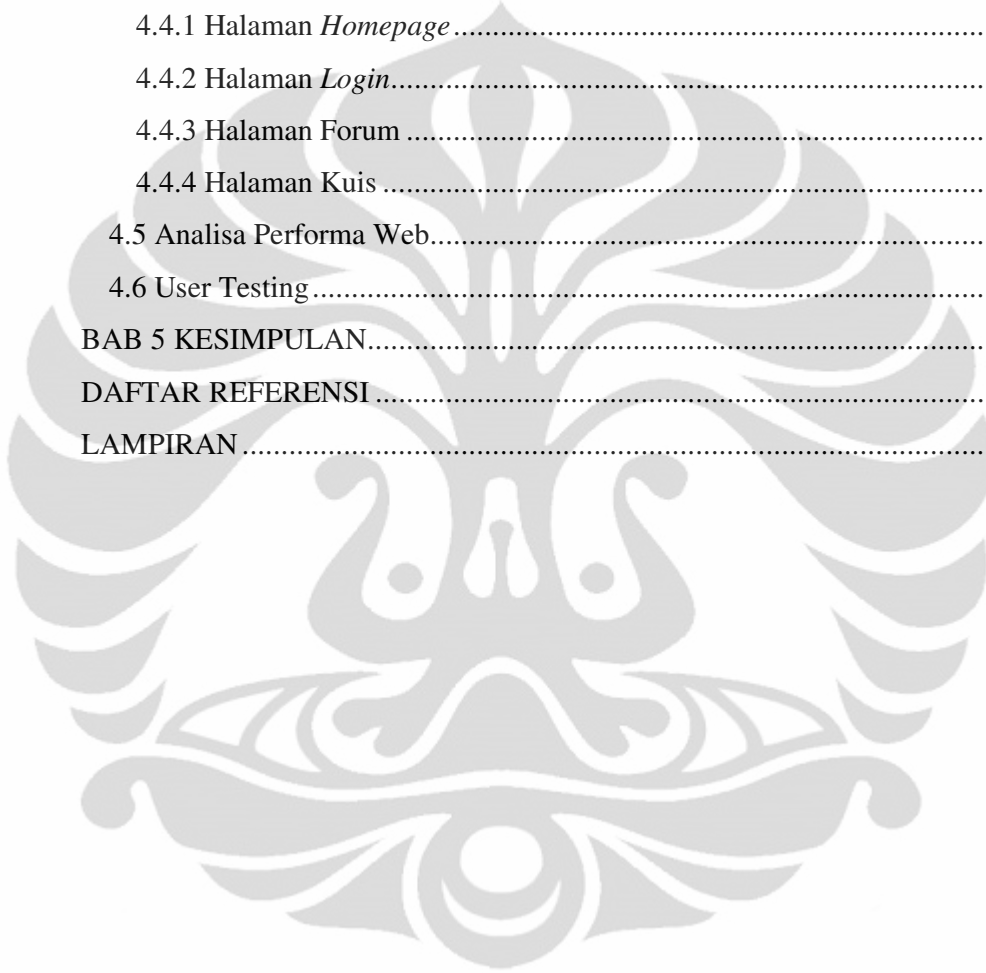 4.4.1 Halaman Homepage......................................................................
4.4.2 Halaman Login..............................................................................
4.4.3 Halaman Forum ............................................................................
4.4.4 Halaman Kuis ...............................................................................
4.5 Analisa Performa Web.........................................................................
4.6 User Testing........................................................................................
BAB 5 KESIMPULAN.................................................................................
DAFTAR REFERENSI ................................................................................
LAMPIRAN.................................................................................................